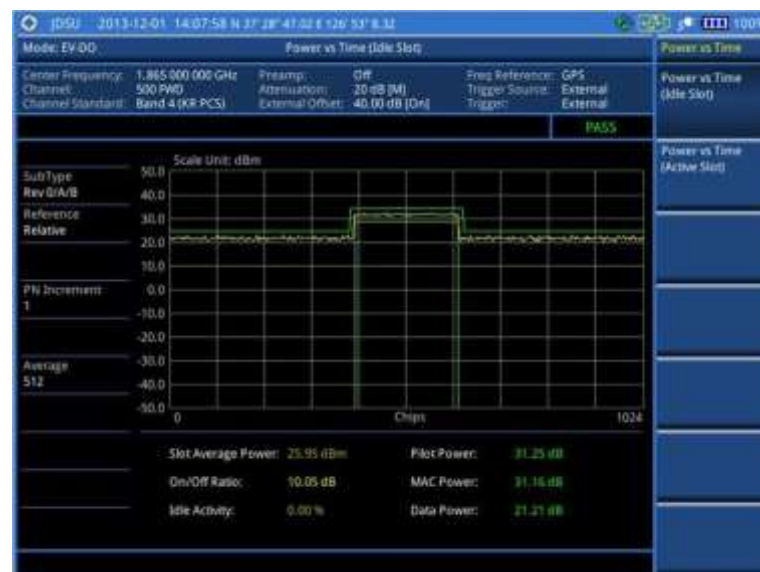 JDSU 2013-12-01 14:07:58 N 37° 28' 47.02 E 126° 53' 8.32 100%
Mode: EV-DO Power vs Time (Idle Slot) Power vs Time
Center Frequency: 1.865 000 000 GHz Preamp: Off Freq Reference: GPS
Channel: 500 FWD Attenuation: 20 dB [M] Trigger Source: External
Channel Standard: Band 4 (KR PCS) External Offset: 40.00 dB [On] Trigger: External
Power vs Time
(Idle Slot)
PASS
Power vs Time
(Active Slot)
Scale Unit: dBm
SubType
Rev 0/A/B
Reference
Relative
PN Increment
1
Average
512
50.0
40.0
30.0
20.0
10.0
0.0
-10.0
-20.0
-30.0
-40.0
-50.0
0 Chips 1024
Slot Average Power: 25.95 dBm Pilot Power: 31.25 dB
On/Off Ratio: 10.05 dB MAC Power: 31.16 dB
Idle Activity: 0.00 % Data Power: 21.21 dB